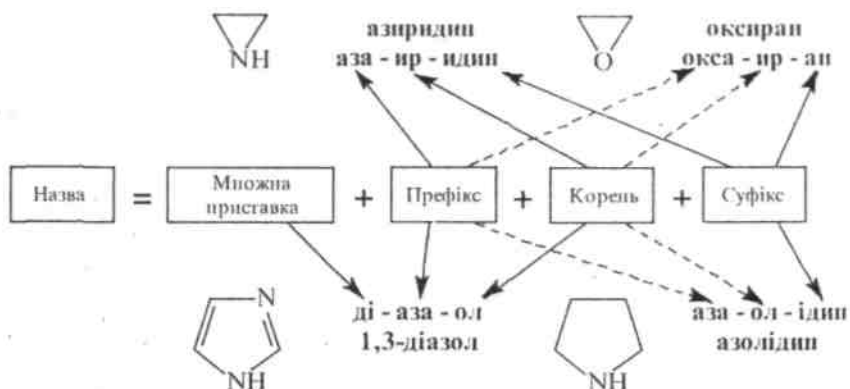 азиридин
аза - ир - идин
оксиран
окса - ир - ан
NH
O
Назва
=
Множна
приставка
+
Префікс
+
Корень
+
Суфікс
N
NH
ді - аза - ол
1,3-діазол
NH
аза - ол - ідин
азолідин